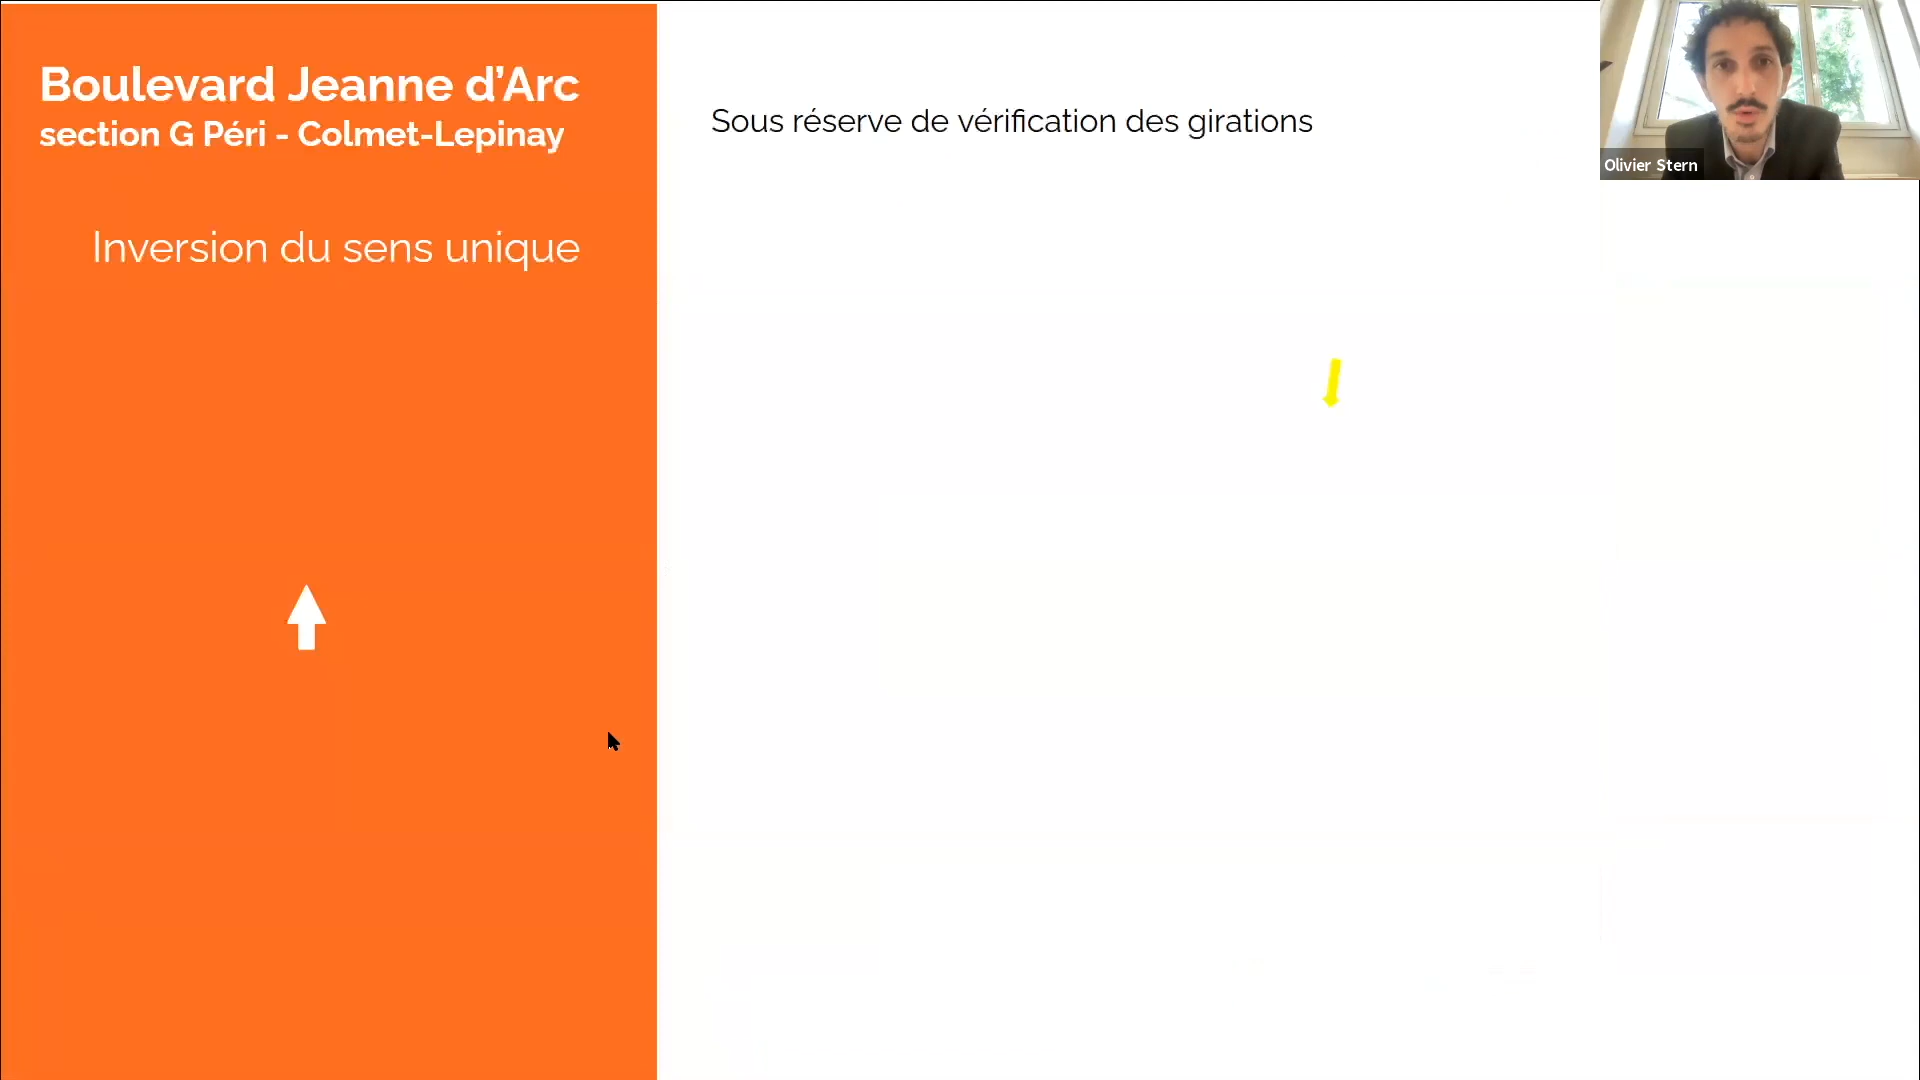 Boulevard Jeanne d’Arc
section G Péri - Colmet-Lepinay
Inversion du sens unique
Sous réserve de vérification des girations
Olivier Stern